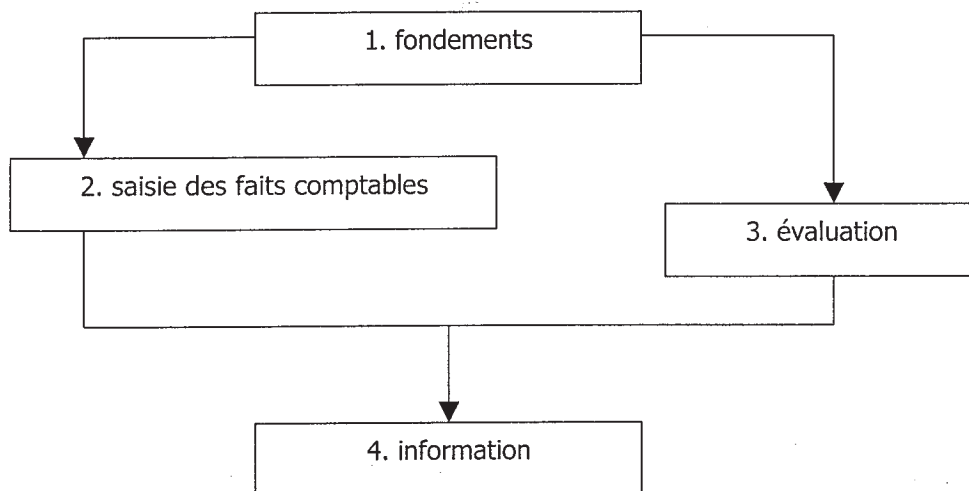 1. fondements
2. saisie des faits comptables
3. évaluation
4. information